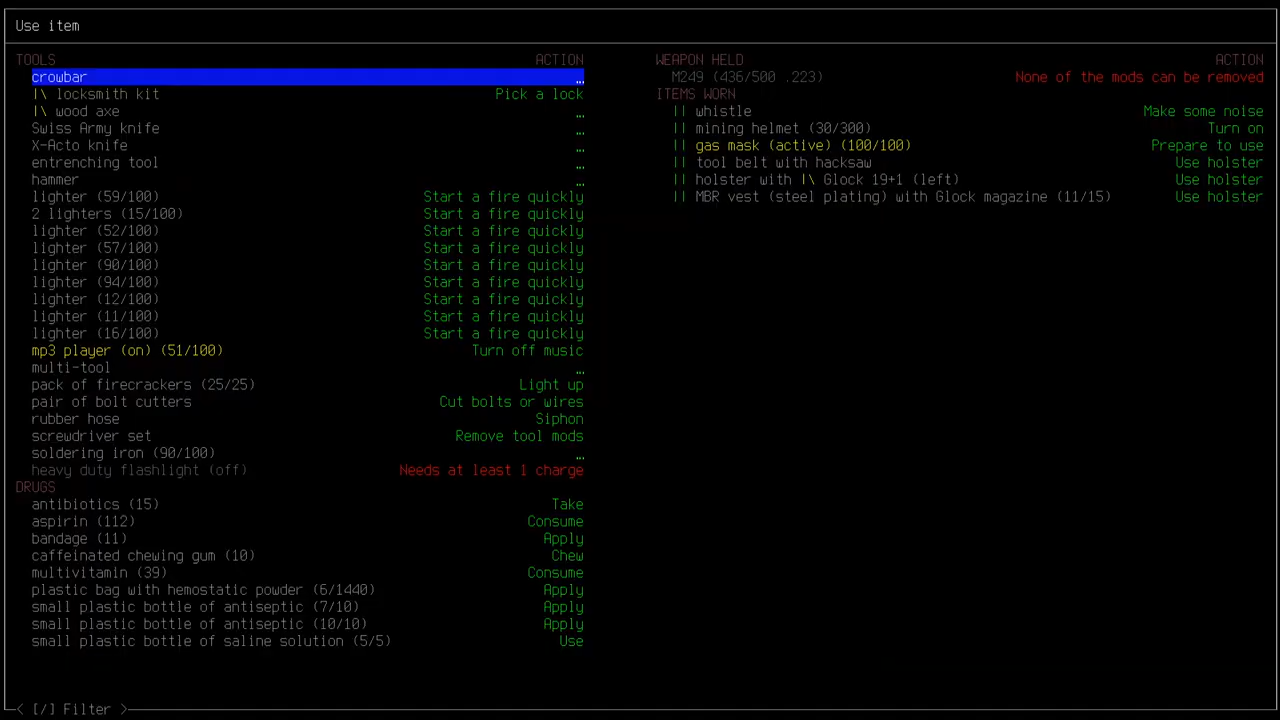 Use item
TOOLS ACTION
crowbar …
|\ locksmith kit Pick a lock
|\ wood axe …
Swiss Army knife …
X-Acto knife …
entrenching tool …
hammer …
lighter (59/100) Start a fire quickly
2 lighters (15/100) Start a fire quickly
lighter (52/100) Start a fire quickly
lighter (57/100) Start a fire quickly
lighter (90/100) Start a fire quickly
lighter (94/100) Start a fire quickly
lighter (12/100) Start a fire quickly
lighter (11/100) Start a fire quickly
lighter (16/100) Start a fire quickly
mp3 player (on) (51/100) Turn off music
multi-tool …
pack of firecrackers (25/25) Light up
pair of bolt cutters Cut bolts or wires
rubber hose Siphon
screwdriver set Remove tool mods
soldering iron (90/100) …
heavy duty flashlight (off) Needs at least 1 charge
DRUGS
antibiotics (15) Take
aspirin (112) Consume
bandage (11) Apply
caffeinated chewing gum (10) Chew
multivitamin (39) Consume
plastic bag with hemostatic powder (6/1440) Apply
small plastic bottle of antiseptic (7/10) Apply
small plastic bottle of antiseptic (10/10) Apply
small plastic bottle of saline solution (5/5) Use
WEAPON HELD ACTION
M249 (436/500 .223) None of the mods can be removed
ITEMS WORN
|| whistle Make some noise
|| mining helmet (30/300) Turn on
|| gas mask (active) (100/100) Prepare to use
|| tool belt with hacksaw Use holster
|| holster with |\ Glock 19+1 (left) Use holster
|| MBR vest (steel plating) with Glock magazine (11/15) Use holster
< [/] Filter >